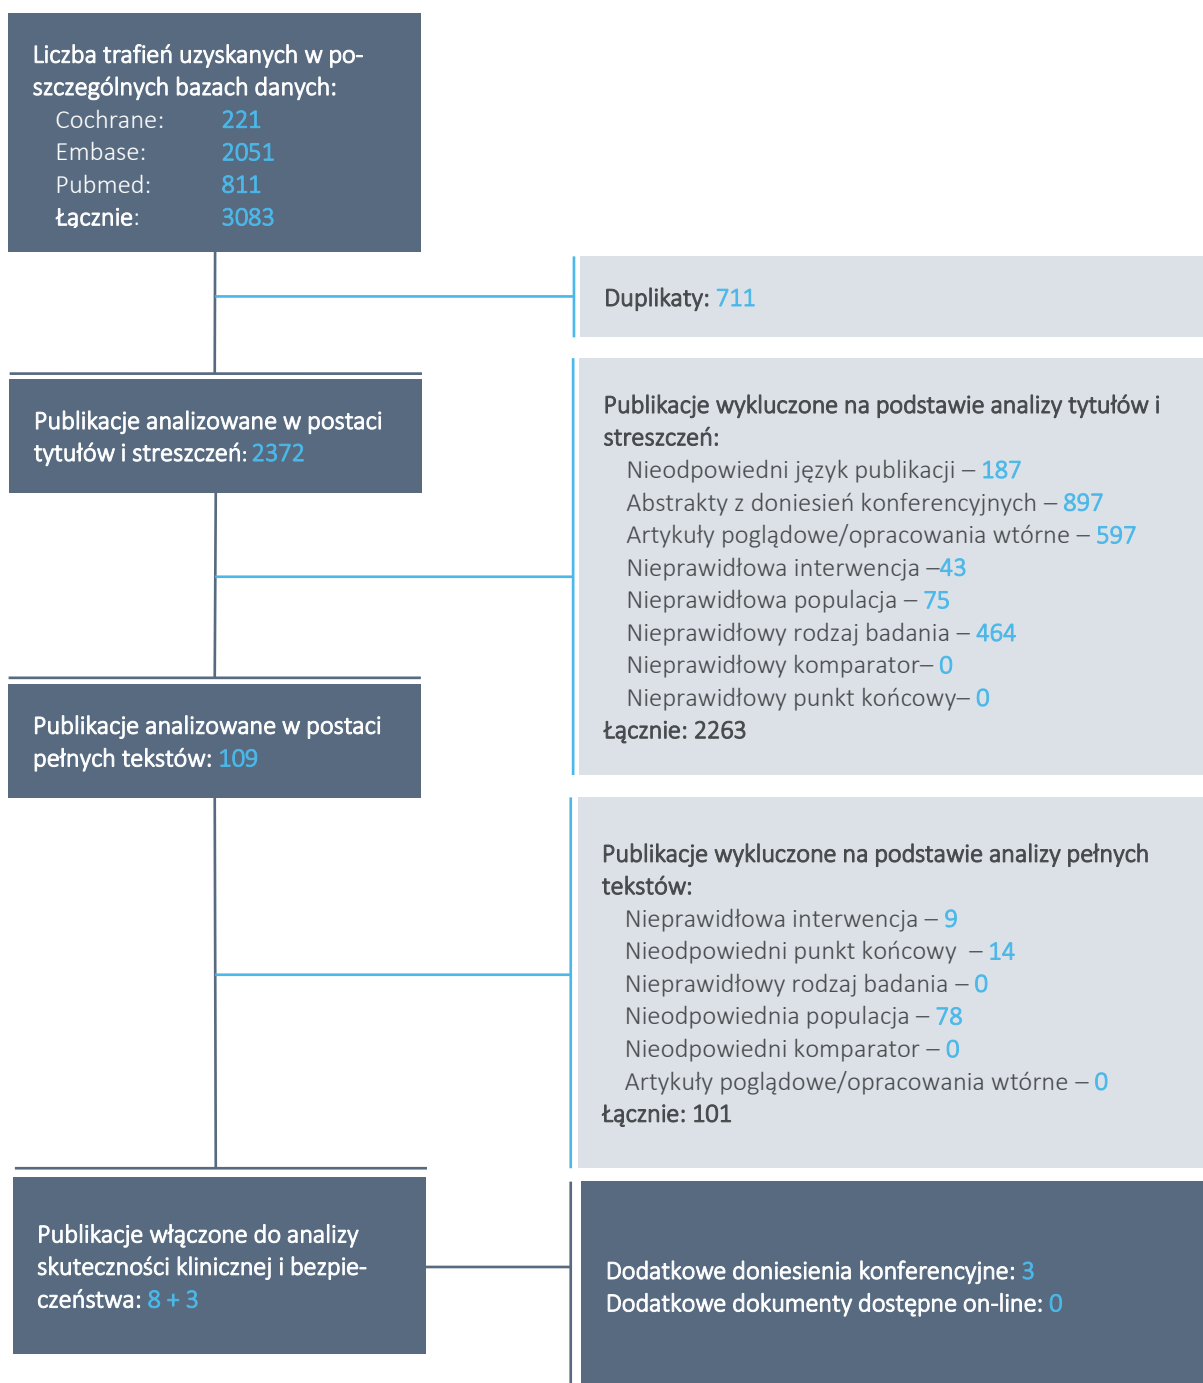 Liczba trafień uzyskanych w po-
szczególnych bazach danych:
Cochrane: 221
Embase: 2051
Pubmed: 811
Łącznie: 3083
Duplikaty: 711
Publikacje analizowane w postaci
tytułów i streszczeń: 2372
Publikacje wykluczone na podstawie analizy tytułów i
streszczeń:
Nieodpowiedni język publikacji – 187
Abstrakty z doniesień konferencyjnych – 897
Artykuły poglądowe/opracowania wtórne – 597
Nieprawidłowa interwencja –43
Nieprawidłowa populacja – 75
Nieprawidłowy rodzaj badania – 464
Nieprawidłowy komparator– 0
Nieprawidłowy punkt końcowy– 0
Łącznie: 2263
Publikacje analizowane w postaci
pełnych tekstów: 109
Publikacje wykluczone na podstawie analizy pełnych
tekstów:
Nieprawidłowa interwencja – 9
Nieodpowiedni punkt końcowy  – 14
Nieprawidłowy rodzaj badania – 0
Nieodpowiednia populacja – 78
Nieodpowiedni komparator – 0
Artykuły poglądowe/opracowania wtórne – 0
Łącznie: 101
Publikacje włączone do analizy
skuteczności klinicznej i bezpie-
czeństwa: 8 + 3
Dodatkowe doniesienia konferencyjne: 3
Dodatkowe dokumenty dostępne on-line: 0